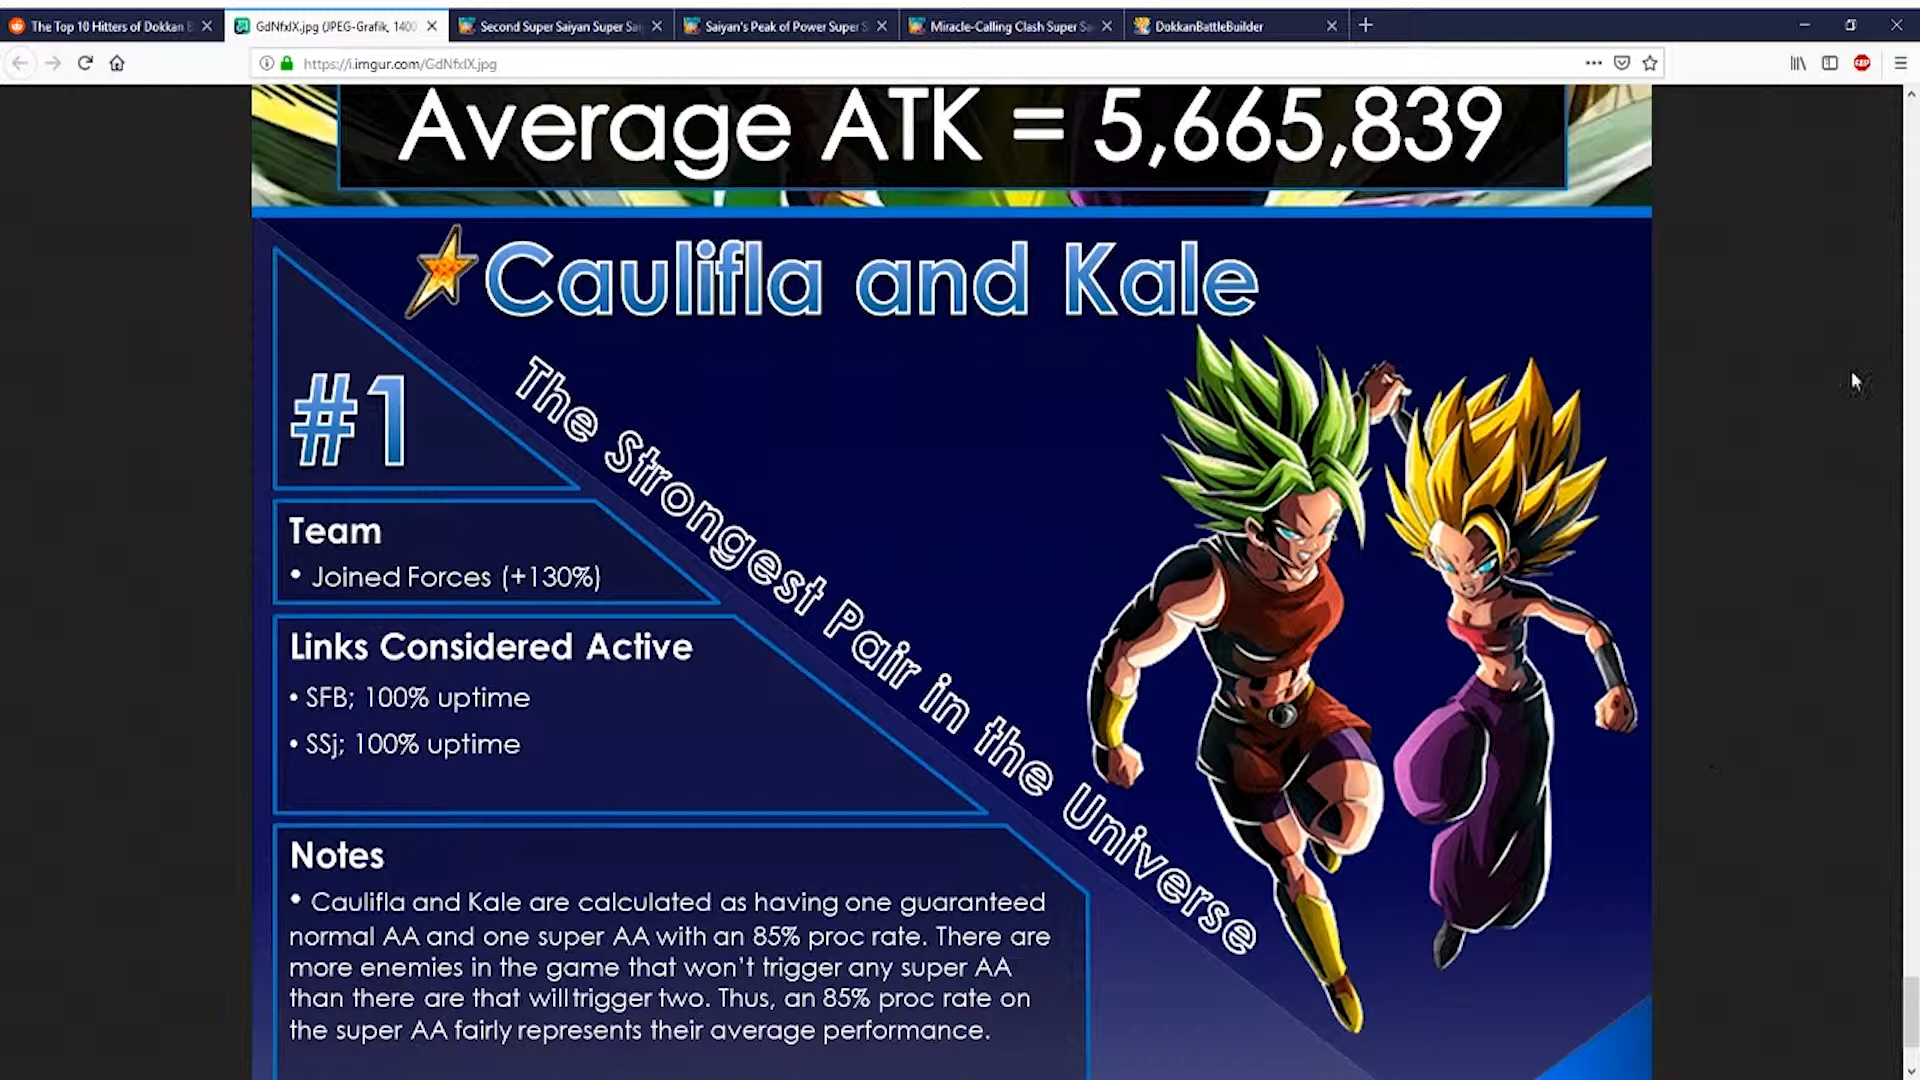 The Top 10 Hitters of Dokkan B
GdNfxIX.jpg (JPEG-Grafik, 1400
Second Super Saiyan Super Sai
Saiyan's Peak of Power Super S
Miracle-Calling Clash Super Sa
DokkanBattleBuilder
https://i.imgur.com/GdNfxIX.jpg
Average ATK = 5,665,839
Caulifla and Kale
#1
The Strongest Pair in the Universe
Team
• Joined Forces (+130%)
Links Considered Active
• SFB; 100% uptime
• SSj; 100% uptime
Notes
• Caulifla and Kale are calculated as having one guaranteed
normal AA and one super AA with an 85% proc rate. There are
more enemies in the game that won't trigger any super AA
than there are that will trigger two. Thus, an 85% proc rate on
the super AA fairly represents their average performance.